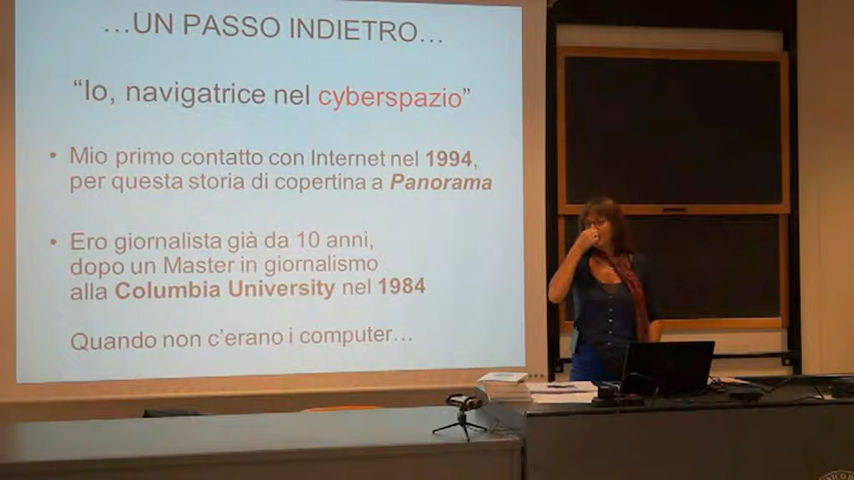 ...UN PASSO INDIETRO...
“Io, navigatrice nel cyberspazio”
• Mio primo contatto con Internet nel 1994,
per questa storia di copertina a Panorama
• Ero giornalista già da 10 anni,
dopo un Master in giornalismo
alla Columbia University nel 1984
Quando non c’erano i computer...